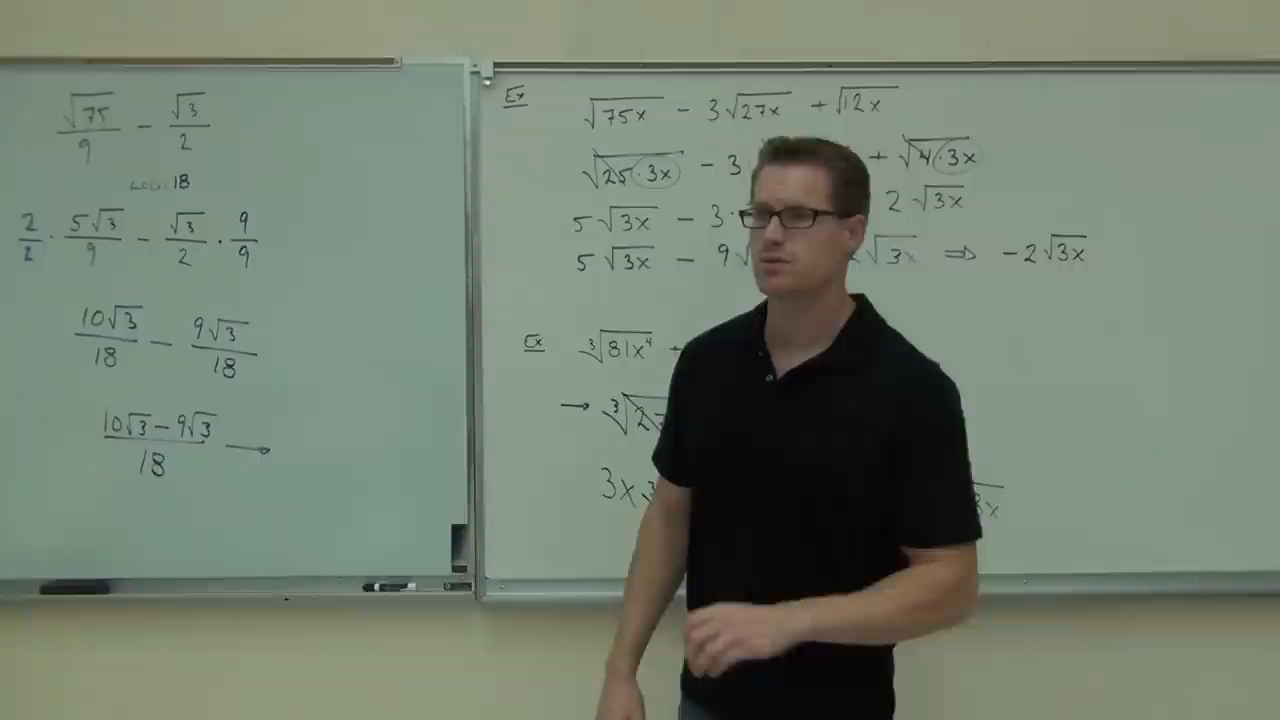 √75/9 − √3/2
LCD: 18
2/2 · 5√3/9 − √3/2 · 9/9
10√3/18 − 9√3/18
(10√3 − 9√3)/18 →
Ex
√75x − 3√27x + √12x
√25·3x − 3 + √4·3x
5√3x − 3· 2√3x
5√3x − 9√ √3x ⇒ −2√3x
Ex
∛81x⁴ +
→ ∛2
3x ∛ x